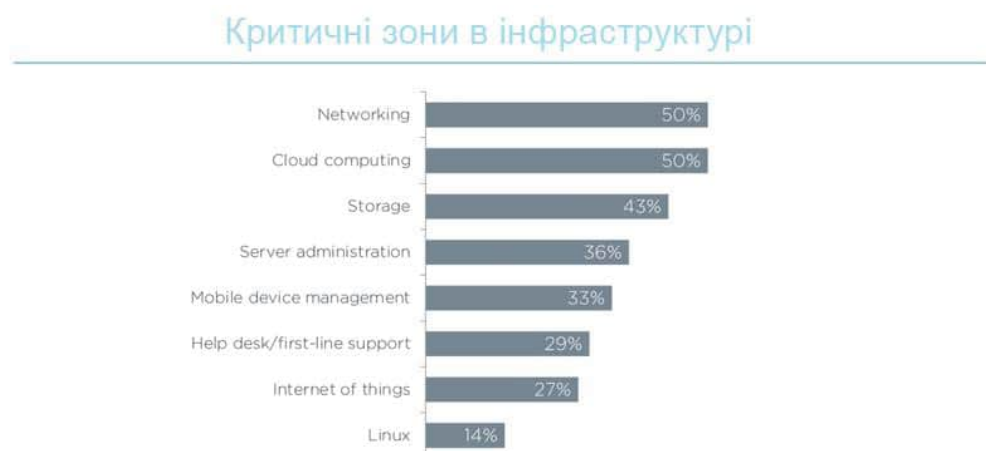 Критичні зони в інфраструктурі
Networking 50%
Cloud computing 50%
Storage 43%
Server administration 36%
Mobile device management 33%
Help desk/first-line support 29%
Internet of things 27%
Linux 14%